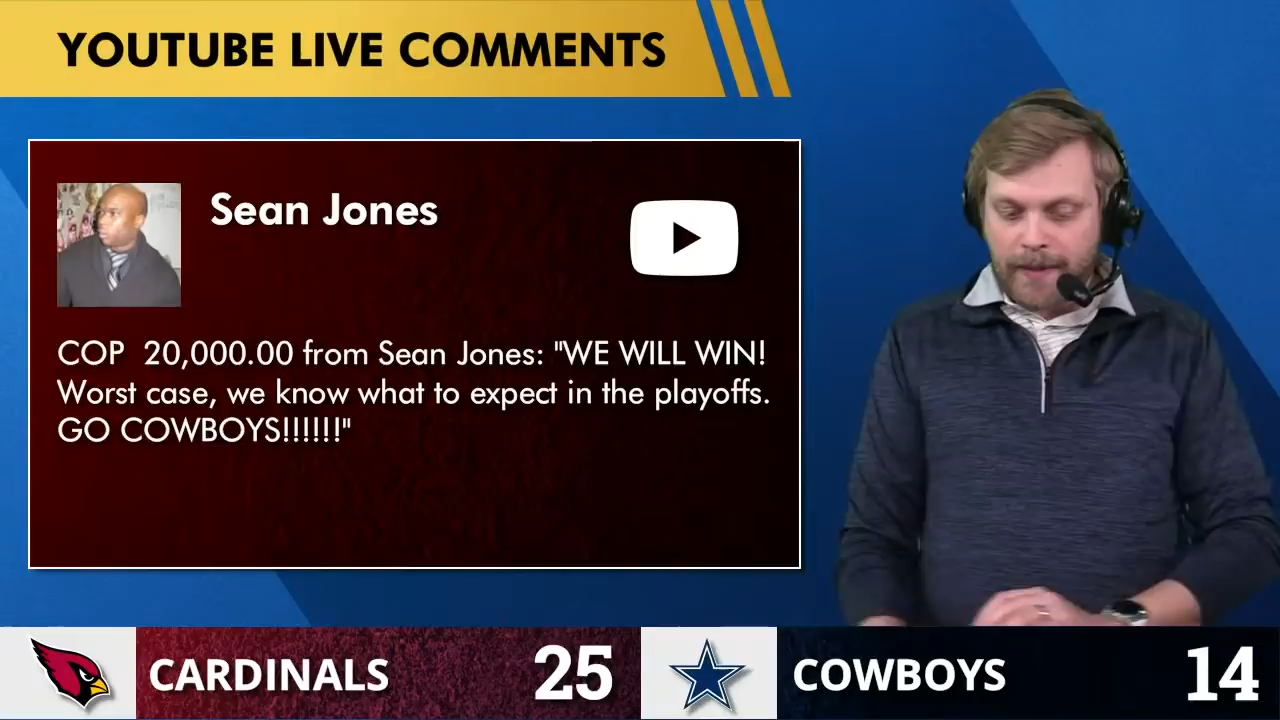 YOUTUBE LIVE COMMENTS
Sean Jones
COP  20,000.00 from Sean Jones: "WE WILL WIN!
Worst case, we know what to expect in the playoffs.
GO COWBOYS!!!!!!"
CARDINALS 25 COWBOYS 14